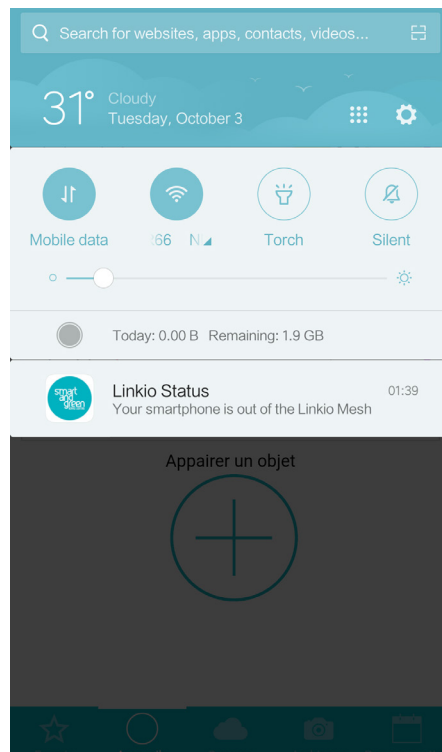 Search for websites, apps, contacts, videos...
31°
Cloudy
Tuesday, October 3
Mobile data
66 N
Torch
Silent
Today: 0.00 B Remaining: 1.9 GB
smart
and
green
Linkio Status
01:39
Your smartphone is out of the Linkio Mesh
Appairer un objet